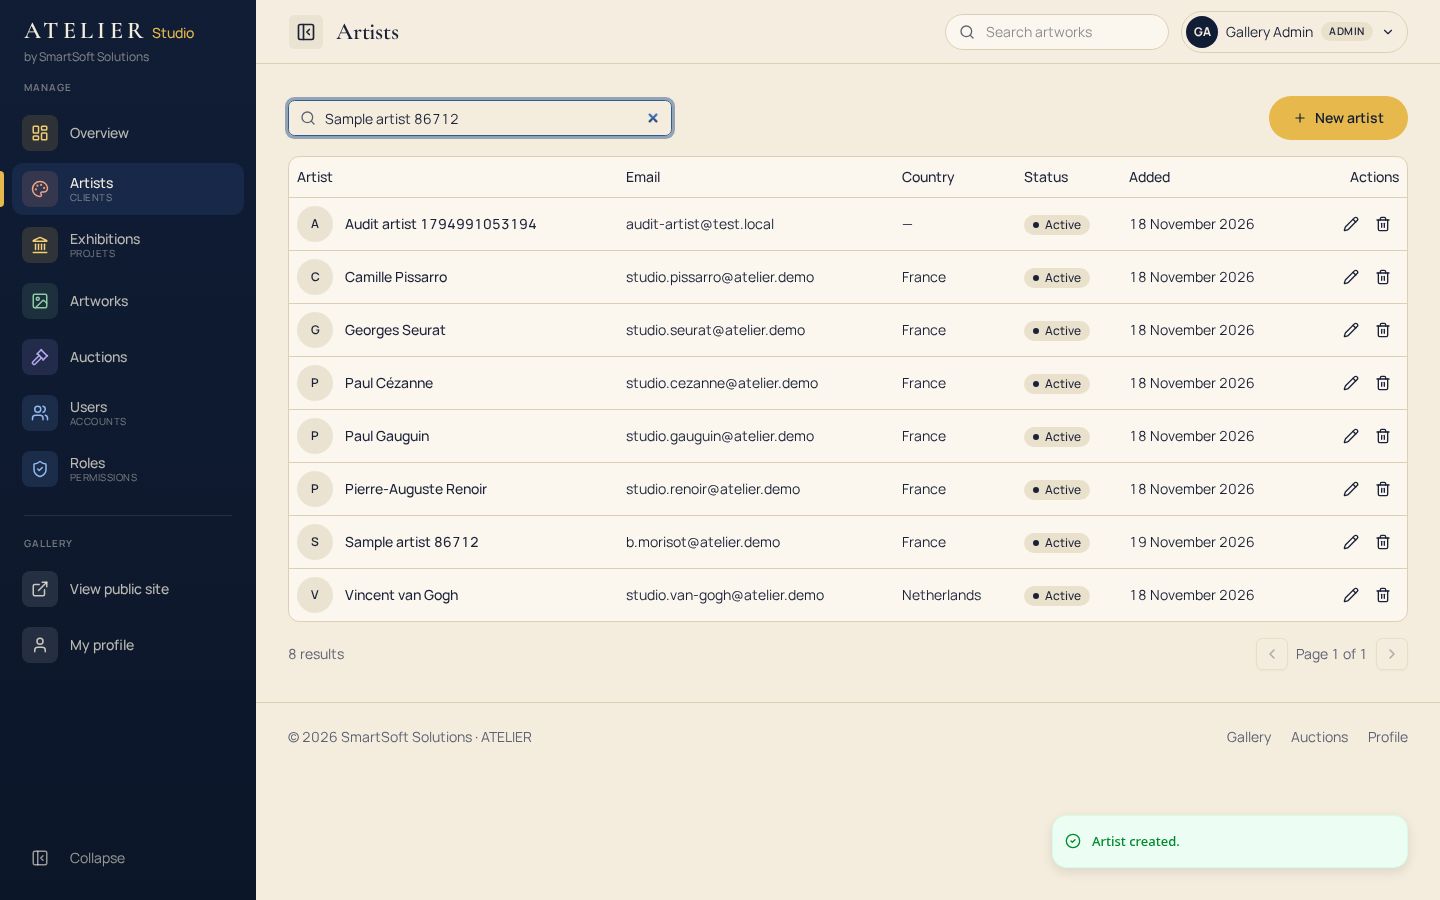 ATELIER Studio
by SmartSoft Solutions
MANAGE
Overview
Artists
CLIENTS
Exhibitions
PROJETS
Artworks
Auctions
Users
ACCOUNTS
Roles
PERMISSIONS
GALLERY
View public site
My profile
Collapse
Artists
Search artworks
GA Gallery Admin ADMIN
Sample artist 86712
New artist
Artist Email Country Status Added Actions
A Audit artist 1794991053194 audit-artist@test.local — Active 18 November 2026
C Camille Pissarro studio.pissarro@atelier.demo France Active 18 November 2026
G Georges Seurat studio.seurat@atelier.demo France Active 18 November 2026
P Paul Cézanne studio.cezanne@atelier.demo France Active 18 November 2026
P Paul Gauguin studio.gauguin@atelier.demo France Active 18 November 2026
P Pierre-Auguste Renoir studio.renoir@atelier.demo France Active 18 November 2026
S Sample artist 86712 b.morisot@atelier.demo France Active 19 November 2026
V Vincent van Gogh studio.van-gogh@atelier.demo Netherlands Active 18 November 2026
8 results
Page 1 of 1
© 2026 SmartSoft Solutions · ATELIER
Gallery Auctions Profile
Artist created.